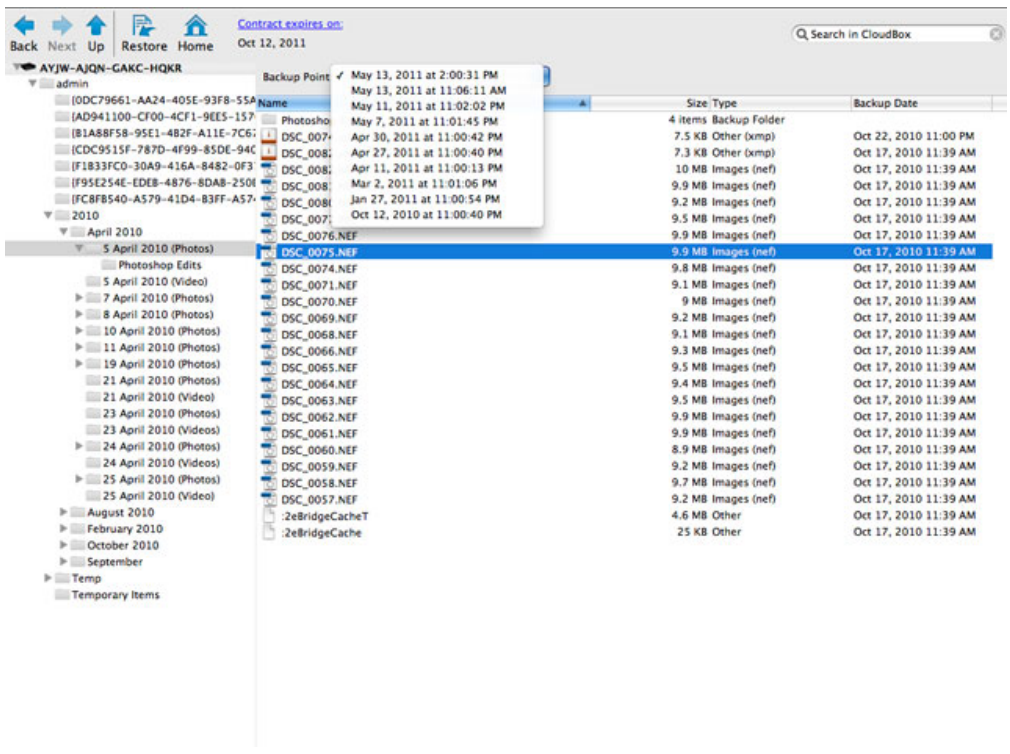 Contract expires on:
Back Next Up Restore Home
Oct 12, 2011
Search in CloudBox
AYJW-AJQN-GAKC-HQKR
admin
{0DC79661-AA24-405E-93F8-55A
{AD941100-CF00-4CF1-9EE5-157
{B1A88F58-95E1-4B2F-A11E-7C6
{CDC9515F-787D-4F99-85DE-94C
{F1833FC0-30A9-416A-8482-0F3
{F95E254E-EDEB-4876-8DAB-250
{FC8FB540-A579-41D4-B3FF-A57
2010
April 2010
5 April 2010 (Photos)
Photoshop Edits
5 April 2010 (Video)
7 April 2010 (Photos)
8 April 2010 (Photos)
10 April 2010 (Photos)
11 April 2010 (Photos)
19 April 2010 (Photos)
21 April 2010 (Photos)
21 April 2010 (Video)
23 April 2010 (Photos)
23 April 2010 (Videos)
24 April 2010 (Photos)
24 April 2010 (Videos)
25 April 2010 (Photos)
25 April 2010 (Video)
August 2010
February 2010
October 2010
September
Temp
Temporary Items
Backup Point
✓ May 13, 2011 at 2:00:31 PM
May 13, 2011 at 11:06:11 AM
May 11, 2011 at 11:02:02 PM
May 7, 2011 at 11:01:45 PM
Apr 30, 2011 at 11:00:42 PM
Apr 27, 2011 at 11:00:40 PM
Apr 11, 2011 at 11:00:13 PM
Mar 2, 2011 at 11:01:06 PM
Jan 27, 2011 at 11:00:54 PM
Oct 12, 2010 at 11:00:40 PM
Name Size Type Backup Date
Photosho 4 items Backup Folder
DSC_007 7.5 KB Other (xmp) Oct 22, 2010 11:00 PM
DSC_008 7.3 KB Other (xmp) Oct 17, 2010 11:39 AM
DSC_008 10 MB Images (nef) Oct 17, 2010 11:39 AM
DSC_008 9.9 MB Images (nef) Oct 17, 2010 11:39 AM
DSC_008 9.2 MB Images (nef) Oct 17, 2010 11:39 AM
DSC_007 9.5 MB Images (nef) Oct 17, 2010 11:39 AM
DSC_0076.NEF 9.9 MB Images (nef) Oct 17, 2010 11:39 AM
DSC_0075.NEF 9.9 MB Images (nef) Oct 17, 2010 11:39 AM
DSC_0074.NEF 9.8 MB Images (nef) Oct 17, 2010 11:39 AM
DSC_0071.NEF 9.1 MB Images (nef) Oct 17, 2010 11:39 AM
DSC_0070.NEF 9 MB Images (nef) Oct 17, 2010 11:39 AM
DSC_0069.NEF 9.2 MB Images (nef) Oct 17, 2010 11:39 AM
DSC_0068.NEF 9.1 MB Images (nef) Oct 17, 2010 11:39 AM
DSC_0066.NEF 9.3 MB Images (nef) Oct 17, 2010 11:39 AM
DSC_0065.NEF 9.5 MB Images (nef) Oct 17, 2010 11:39 AM
DSC_0064.NEF 9.4 MB Images (nef) Oct 17, 2010 11:39 AM
DSC_0063.NEF 9.5 MB Images (nef) Oct 17, 2010 11:39 AM
DSC_0062.NEF 9.9 MB Images (nef) Oct 17, 2010 11:39 AM
DSC_0061.NEF 9.9 MB Images (nef) Oct 17, 2010 11:39 AM
DSC_0060.NEF 8.9 MB Images (nef) Oct 17, 2010 11:39 AM
DSC_0059.NEF 9.2 MB Images (nef) Oct 17, 2010 11:39 AM
DSC_0058.NEF 9.7 MB Images (nef) Oct 17, 2010 11:39 AM
DSC_0057.NEF 9.2 MB Images (nef) Oct 17, 2010 11:39 AM
:2eBridgeCacheT 4.6 MB Other Oct 17, 2010 11:39 AM
:2eBridgeCache 25 KB Other Oct 17, 2010 11:39 AM